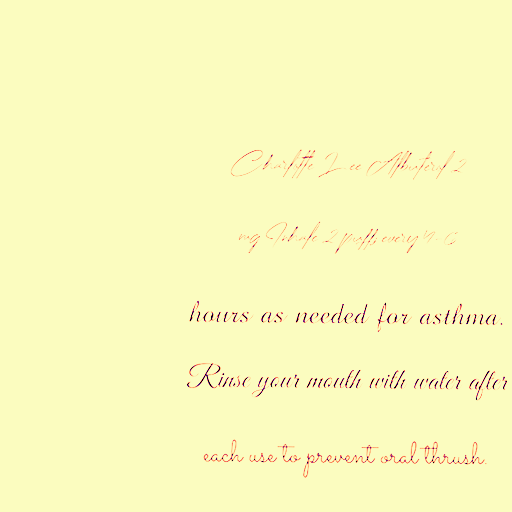 Charlotte Lee Albuterol 2
mg Inhale 2 puffs every 4-6
hours as needed for asthma.
Rinse your mouth with water after
each use to prevent oral thrush.